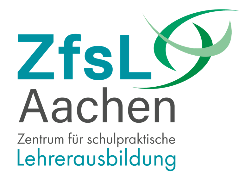 ZfsL
Aachen
Zentrum für schulpraktische
Lehrerausbildung